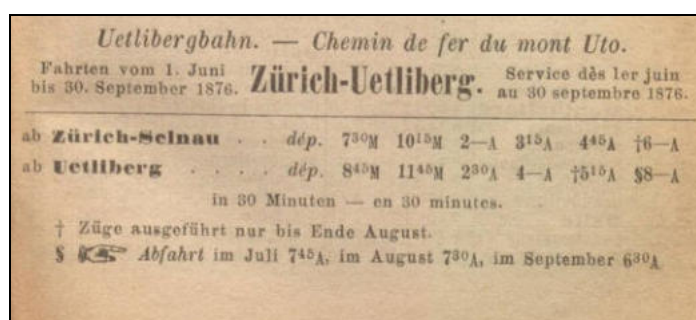 Uetlibergbahn. — Chemin de fer du mont Uto.
Fahrten vom 1. Juni bis 30. September 1876.
Zürich-Uetliberg.
Service dès 1er juin au 30 septembre 1876.
ab Zürich-Selnau . . dép. 7³⁰M 10¹⁵M 2—A 3¹⁵A 4⁴⁵A †6—A
ab Uetliberg . . . . dép. 8⁴⁵M 11⁴⁵M 2³⁰A 4—A †5¹⁵A §8—A
in 30 Minuten — en 30 minutes.
† Züge ausgeführt nur bis Ende August.
§ ☞ Abfahrt im Juli 7⁴⁵A, im August 7³⁰A, im September 6³⁰A